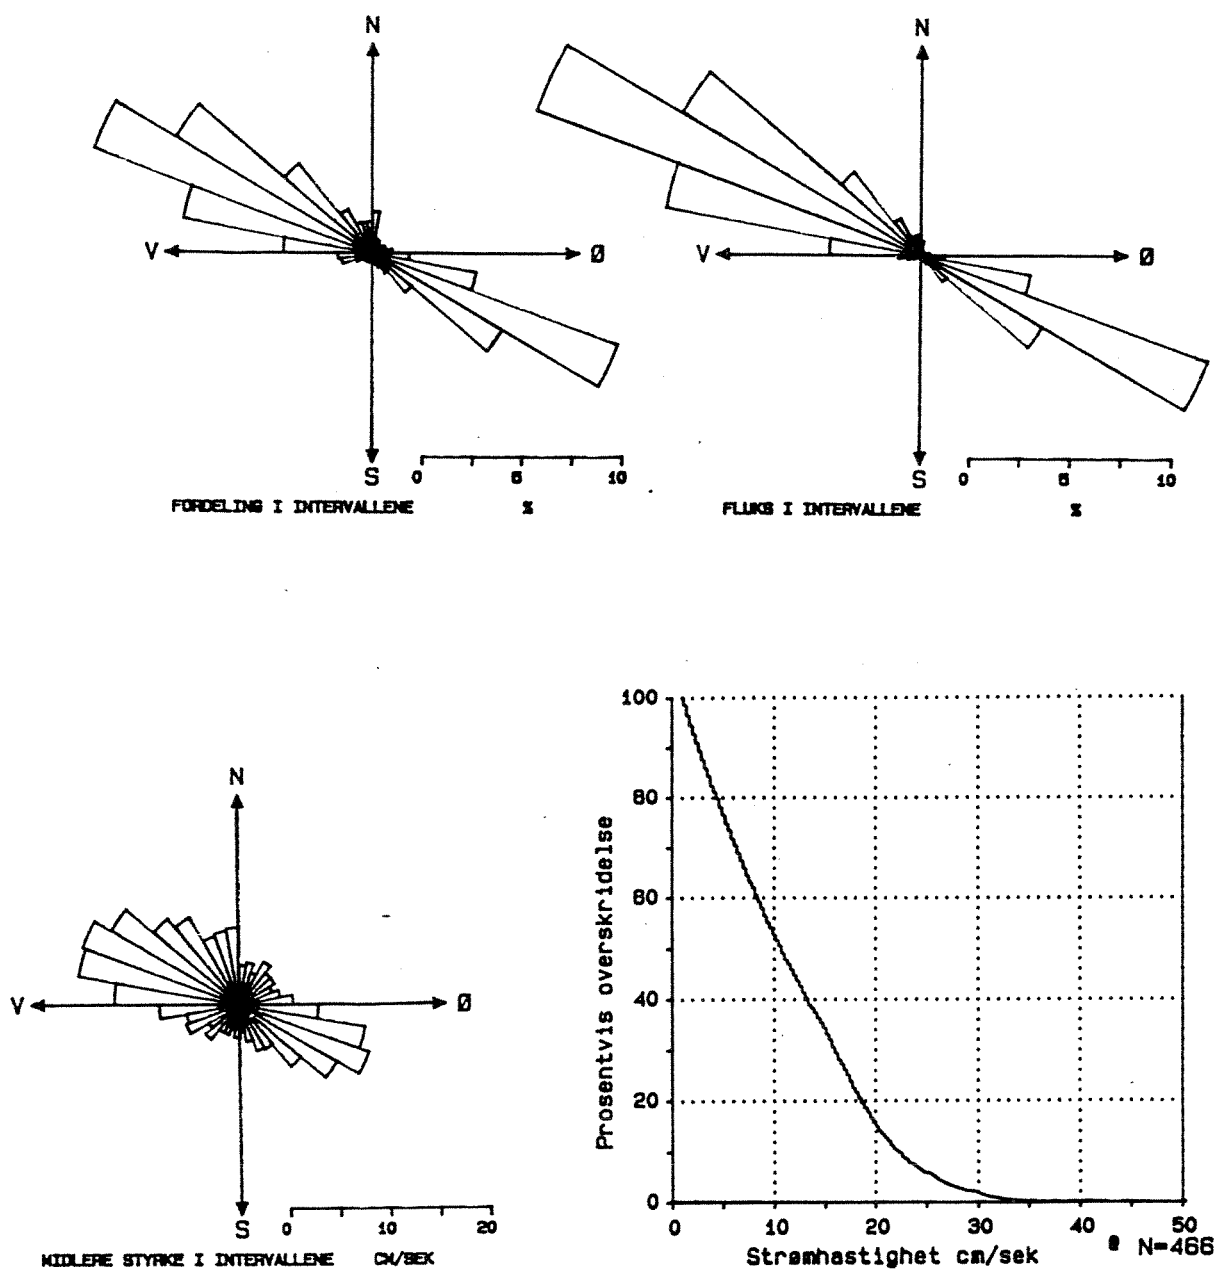 N
V Ø
S
0 5 10
FORDELING I INTERVALLENE %
N
V Ø
S
0 5 10
FLUKS I INTERVALLENE %
N
V Ø
S
0 10 20
MIDLERE STYRKE I INTERVALLENE CM/SEK
100
80
60
40
20
0
Prosentvis overskridelse
0 10 20 30 40 50
Strømhastighet cm/sek
N=466